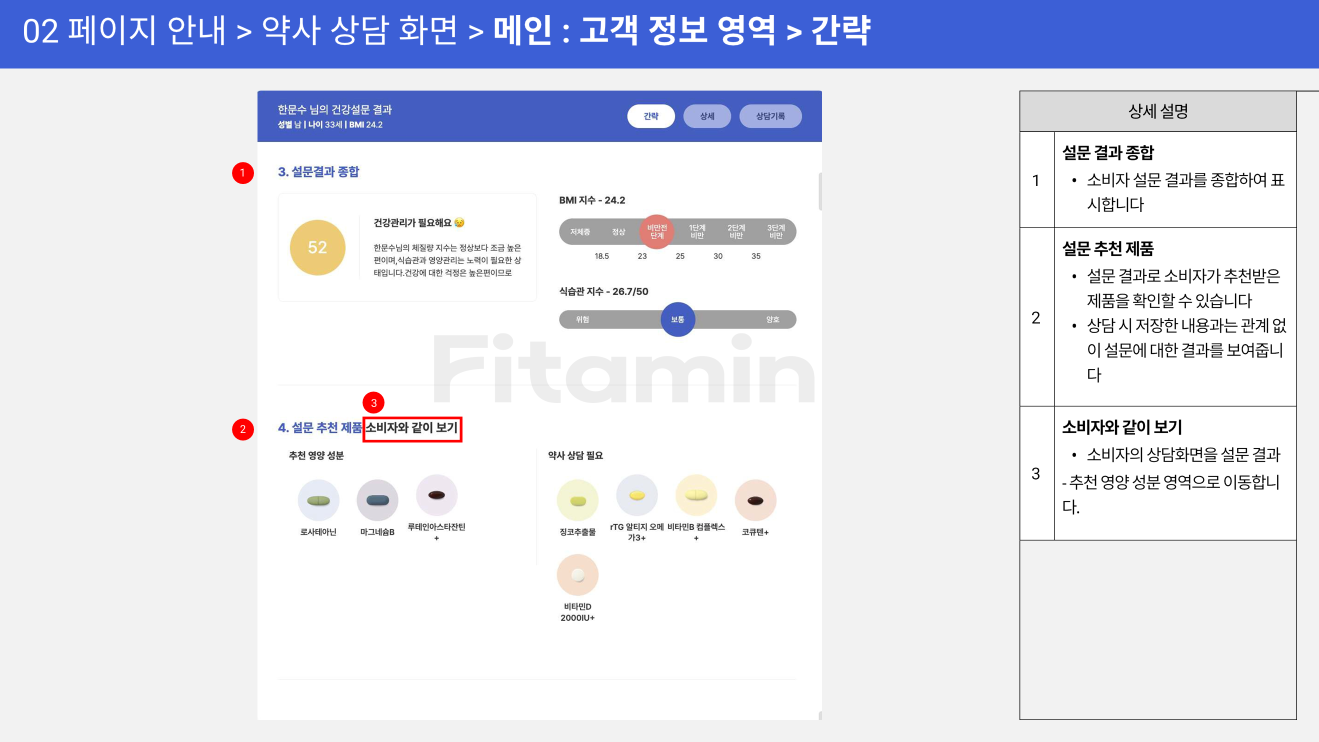 02 페이지 안내 > 약사 상담 화면 > 메인 : 고객 정보 영역 > 간략
한문수 님의 건강설문 결과
성별 남 | 나이 33세 | BMI 24.2
간략
상세
상담기록
1
3. 설문결과 종합
52
건강관리가 필요해요
한문수님의 체질량 지수는 정상보다 조금 높은
편이며,식습관과 영양관리는 노력이 필요한 상
태입니다.건강에 대한 걱정은 높은편이므로
BMI 지수 - 24.2
저체중
정상
비만전
단계
1단계
비만
2단계
비만
3단계
비만
18.5
23
25
30
35
식습관 지수 - 26.7/50
위험
보통
양호
Fitamin
3
2
4. 설문 추천 제품 소비자와 같이 보기
추천 영양 성분
로사테아닌
마그네슘B
루테인아스타잔틴
+
약사 상담 필요
징코추출물
rTG 알티지 오메
가3+
비타민B 컴플렉스
+
코큐텐+
비타민D
2000IU+
상세 설명
1
설문 결과 종합
• 소비자 설문 결과를 종합하여 표
시합니다
2
설문 추천 제품
• 설문 결과로 소비자가 추천받은
제품을 확인할 수 있습니다
• 상담 시 저장한 내용과는 관계 없
이 설문에 대한 결과를 보여줍니
다
3
소비자와 같이 보기
• 소비자의 상담화면을 설문 결과
- 추천 영양 성분 영역으로 이동합니
다.